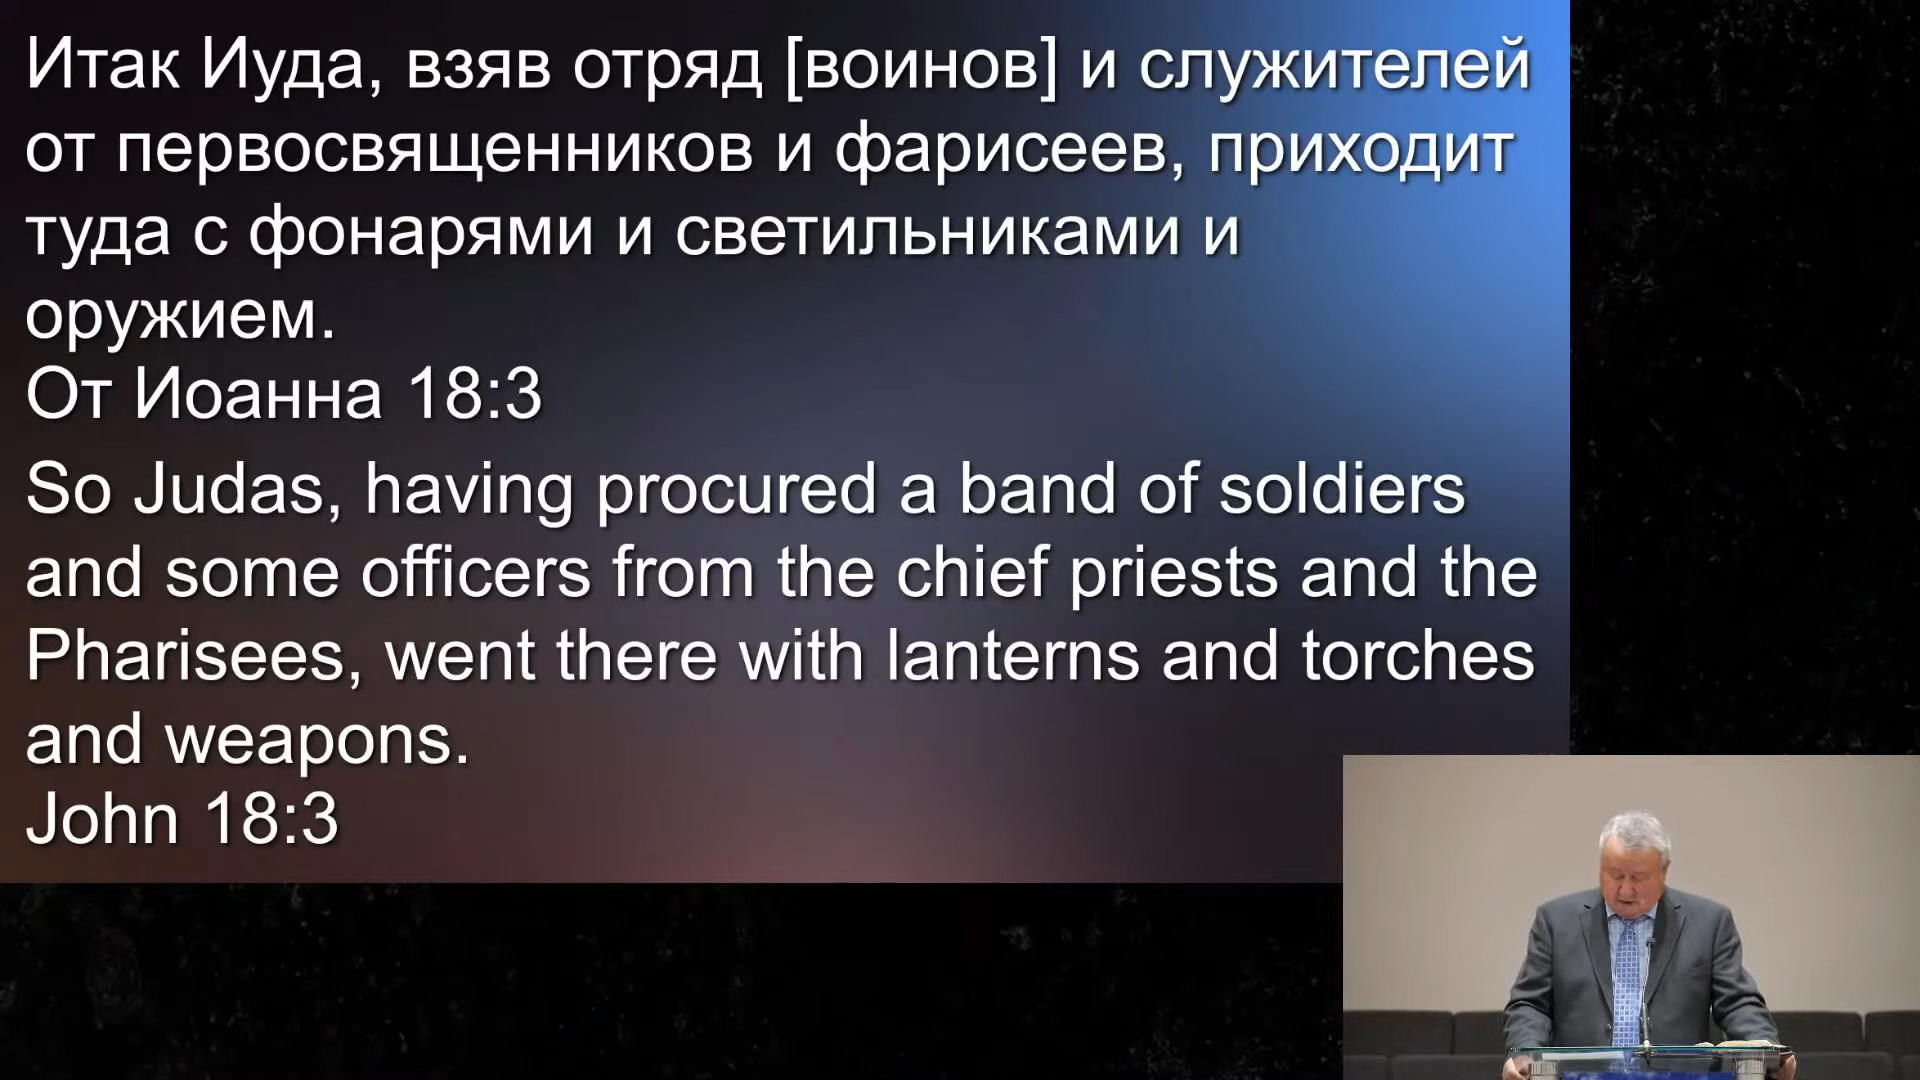 Итак Иуда, взяв отряд [воинов] и служителей
от первосвященников и фарисеев, приходит
туда с фонарями и светильниками и
оружием.
От Иоанна 18:3
So Judas, having procured a band of soldiers
and some officers from the chief priests and the
Pharisees, went there with lanterns and torches
and weapons.
John 18:3